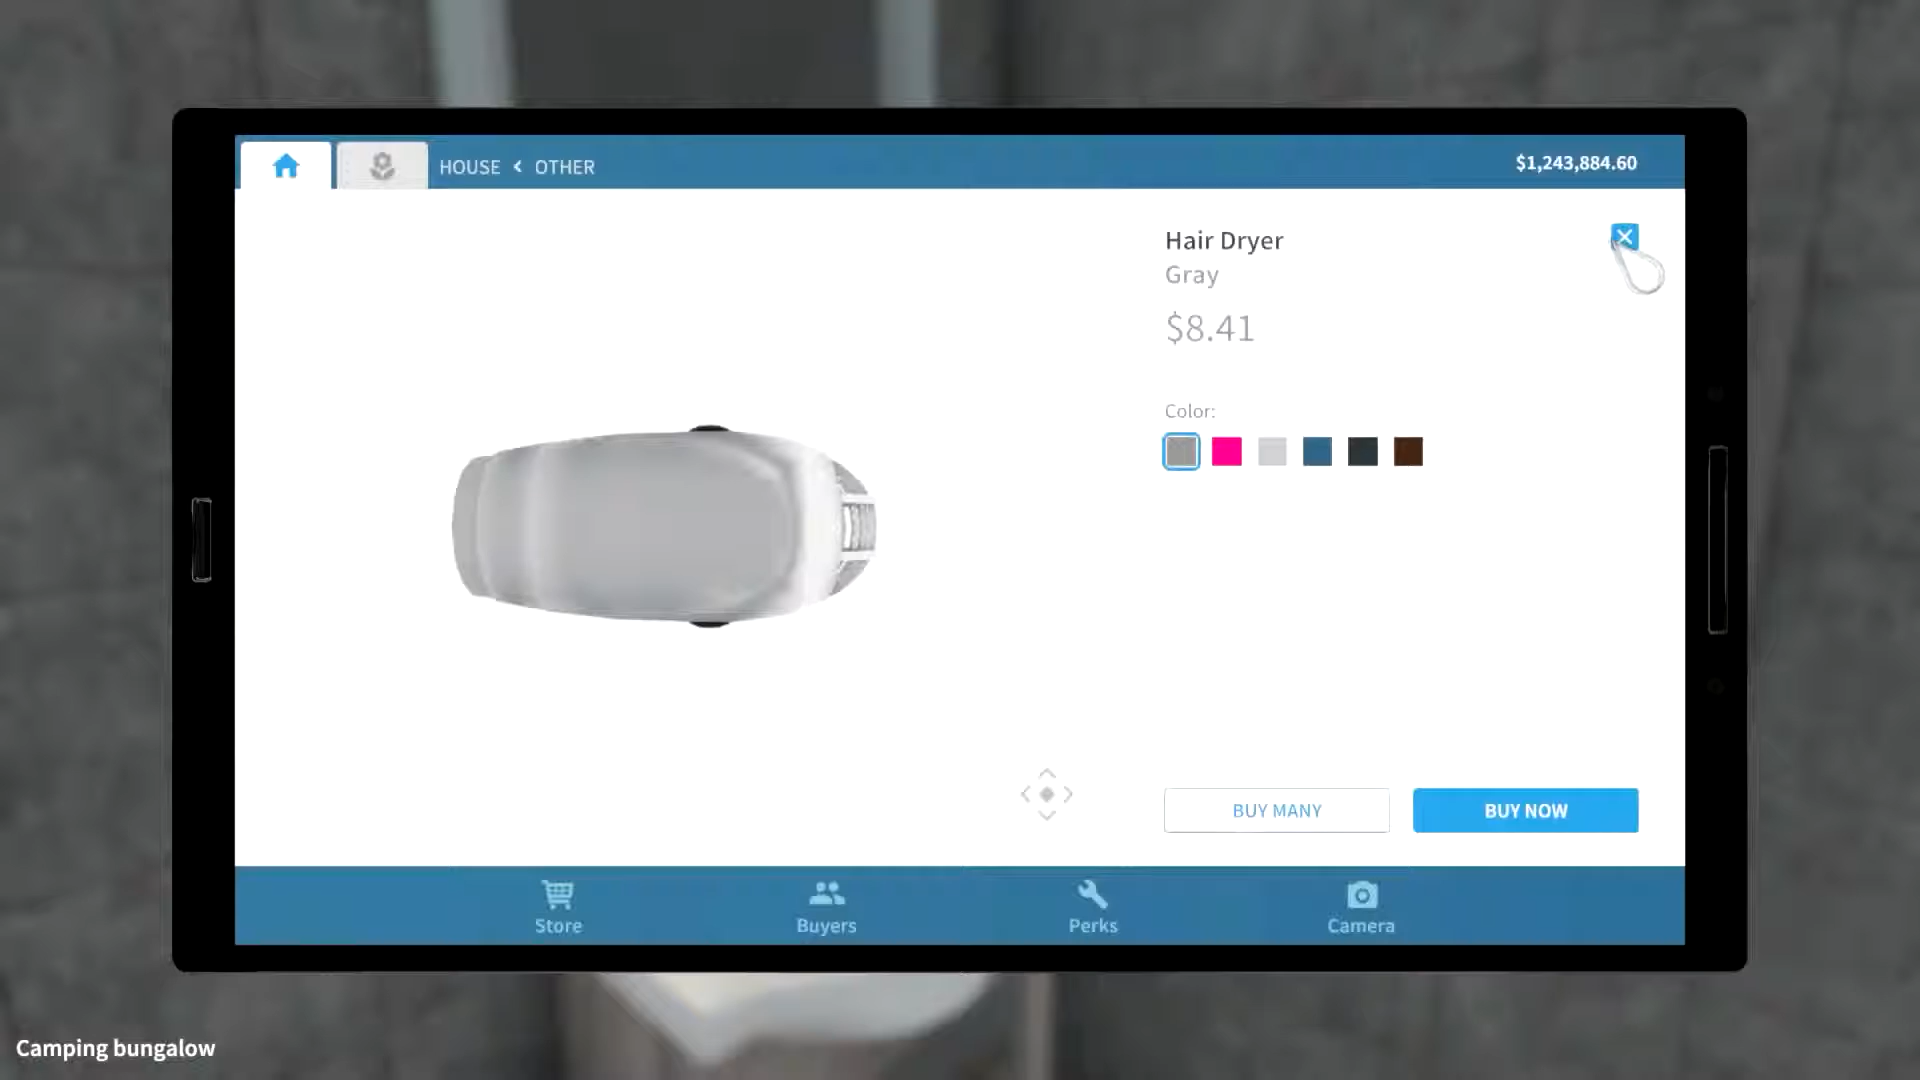 HOUSE < OTHER
$1,243,884.60
Hair Dryer
Gray
$8.41
Color:
BUY MANY
BUY NOW
Store
Buyers
Perks
Camera
Camping bungalow